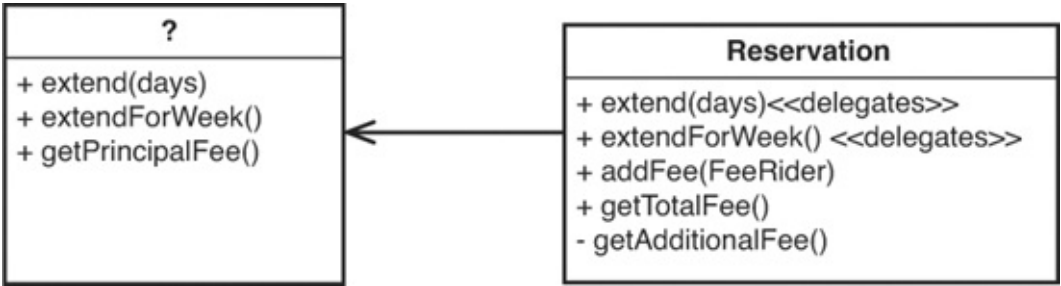 ?
+ extend(days)
+ extendForWeek()
+ getPrincipalFee()
Reservation
+ extend(days)<<delegates>>
+ extendForWeek() <<delegates>>
+ addFee(FeeRider)
+ getTotalFee()
- getAdditionalFee()